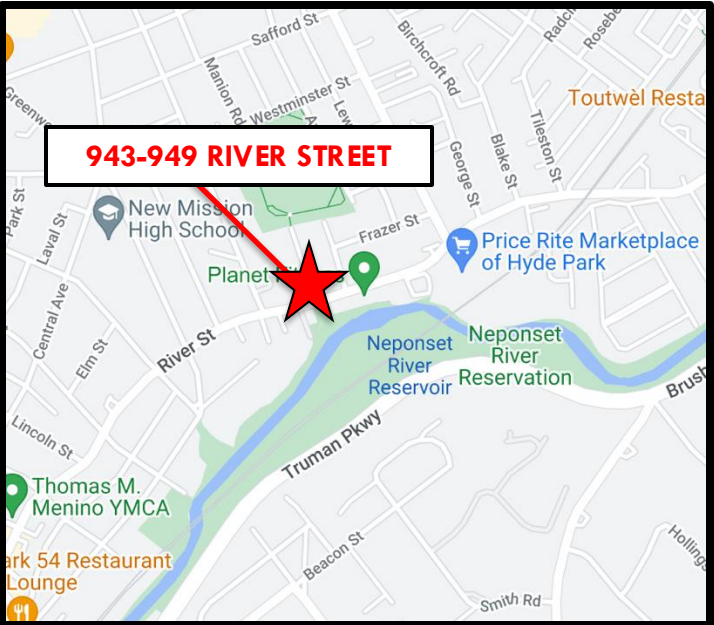 Safford St
Birchcroft Rd
Manion Rd
Westminster St
Toutwèl Resta
Tileston St
943-949 RIVER STREET
George St
Blake St
Park St
Laval St
New Mission
High School
Frazer St
Price Rite Marketplace
of Hyde Park
Planet
Central Ave
Elm St
River St
Neponset
River
Reservoir
Neponset
River
Reservation
Brush
Lincoln St
Truman Pkwy
Thomas M.
Menino YMCA
ark 54 Restaurant
Lounge
Beacon St
Hollings
Smith Rd